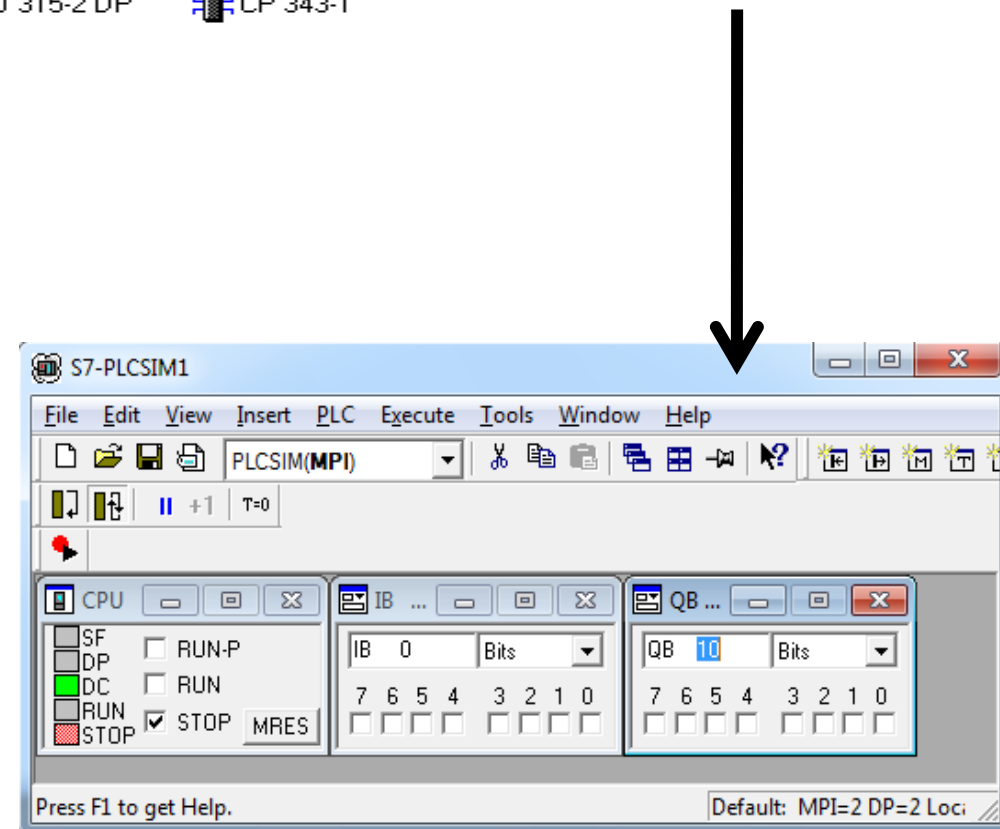 315-2 DP CP 343-1
S7-PLCSIM1
File Edit View Insert PLC Execute Tools Window Help
PLCSIM(MPI)
+1 T=0
CPU IB ... QB ...
SF
DP
DC
RUN
STOP
RUN-P
RUN
STOP MRES
IB 0 Bits
7 6 5 4 3 2 1 0
QB 10 Bits
7 6 5 4 3 2 1 0
Press F1 to get Help.
Default: MPI=2 DP=2 Loca